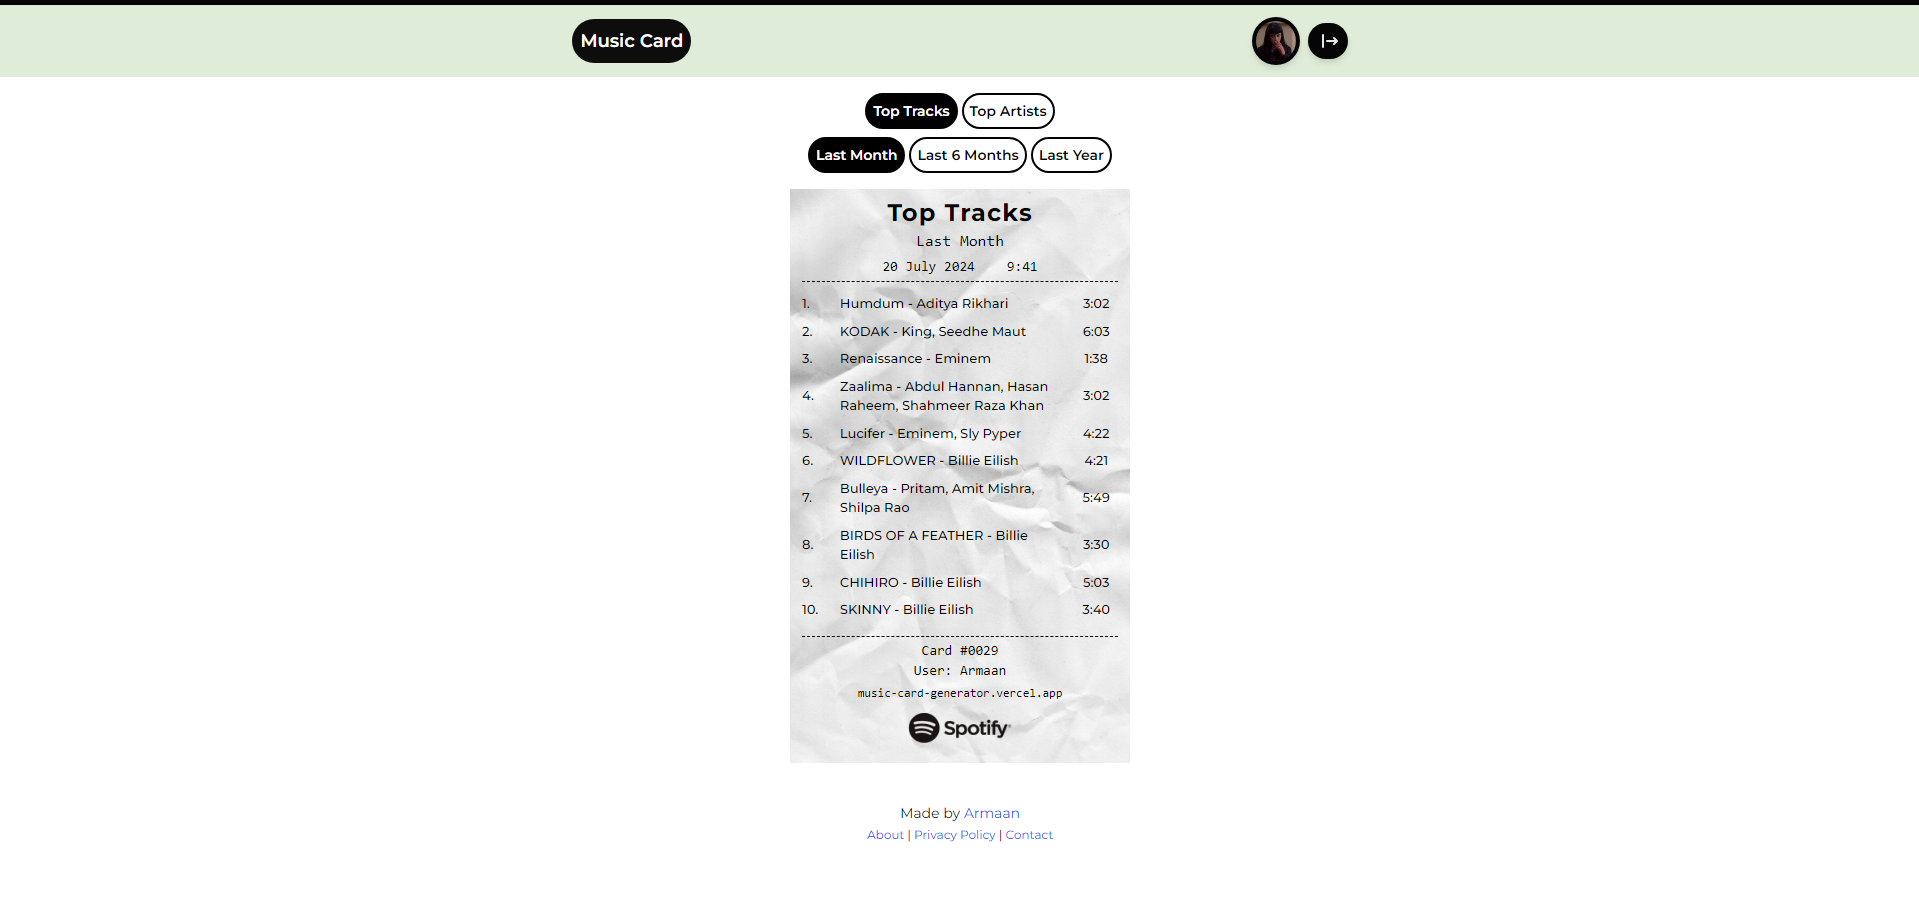 Music Card
Top Tracks Top Artists
Last Month Last 6 Months Last Year
Top Tracks
Last Month
20 July 2024 9:41
1. Humdum - Aditya Rikhari 3:02
2. KODAK - King, Seedhe Maut 6:03
3. Renaissance - Eminem 1:38
4. Zaalima - Abdul Hannan, Hasan
Raheem, Shahmeer Raza Khan 3:02
5. Lucifer - Eminem, Sly Pyper 4:22
6. WILDFLOWER - Billie Eilish 4:21
7. Bulleya - Pritam, Amit Mishra,
Shilpa Rao 5:49
8. BIRDS OF A FEATHER - Billie
Eilish 3:30
9. CHIHIRO - Billie Eilish 5:03
10. SKINNY - Billie Eilish 3:40
Card #0029
User: Armaan
music-card-generator.vercel.app
Spotify®
Made by Armaan
About | Privacy Policy | Contact